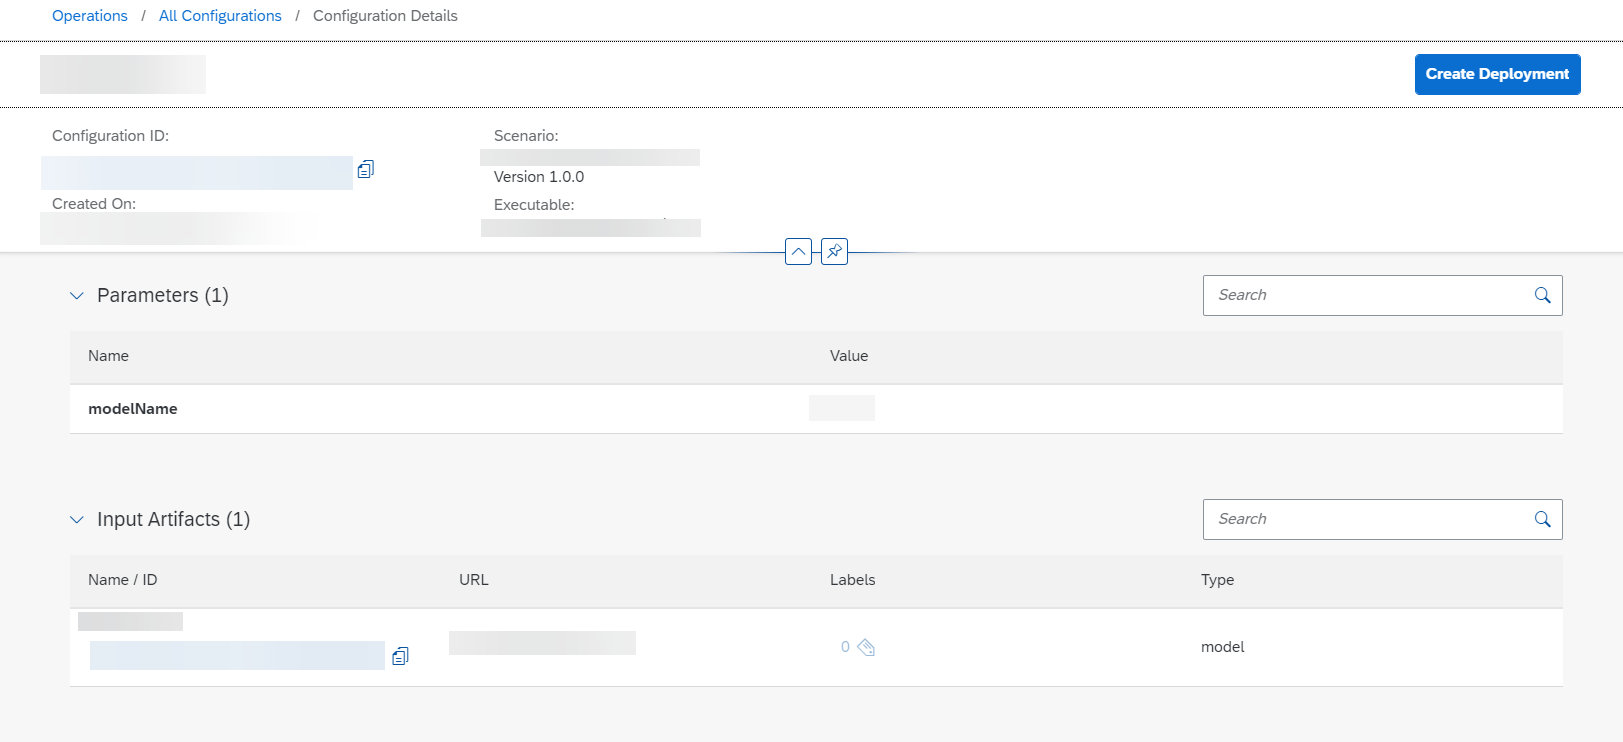 Operations / All Configurations / Configuration Details
Create Deployment
Configuration ID:
Created On:
Scenario:
Version 1.0.0
Executable:
Parameters (1)
Search
Name Value
modelName
Input Artifacts (1)
Search
Name / ID URL Labels Type
0 model